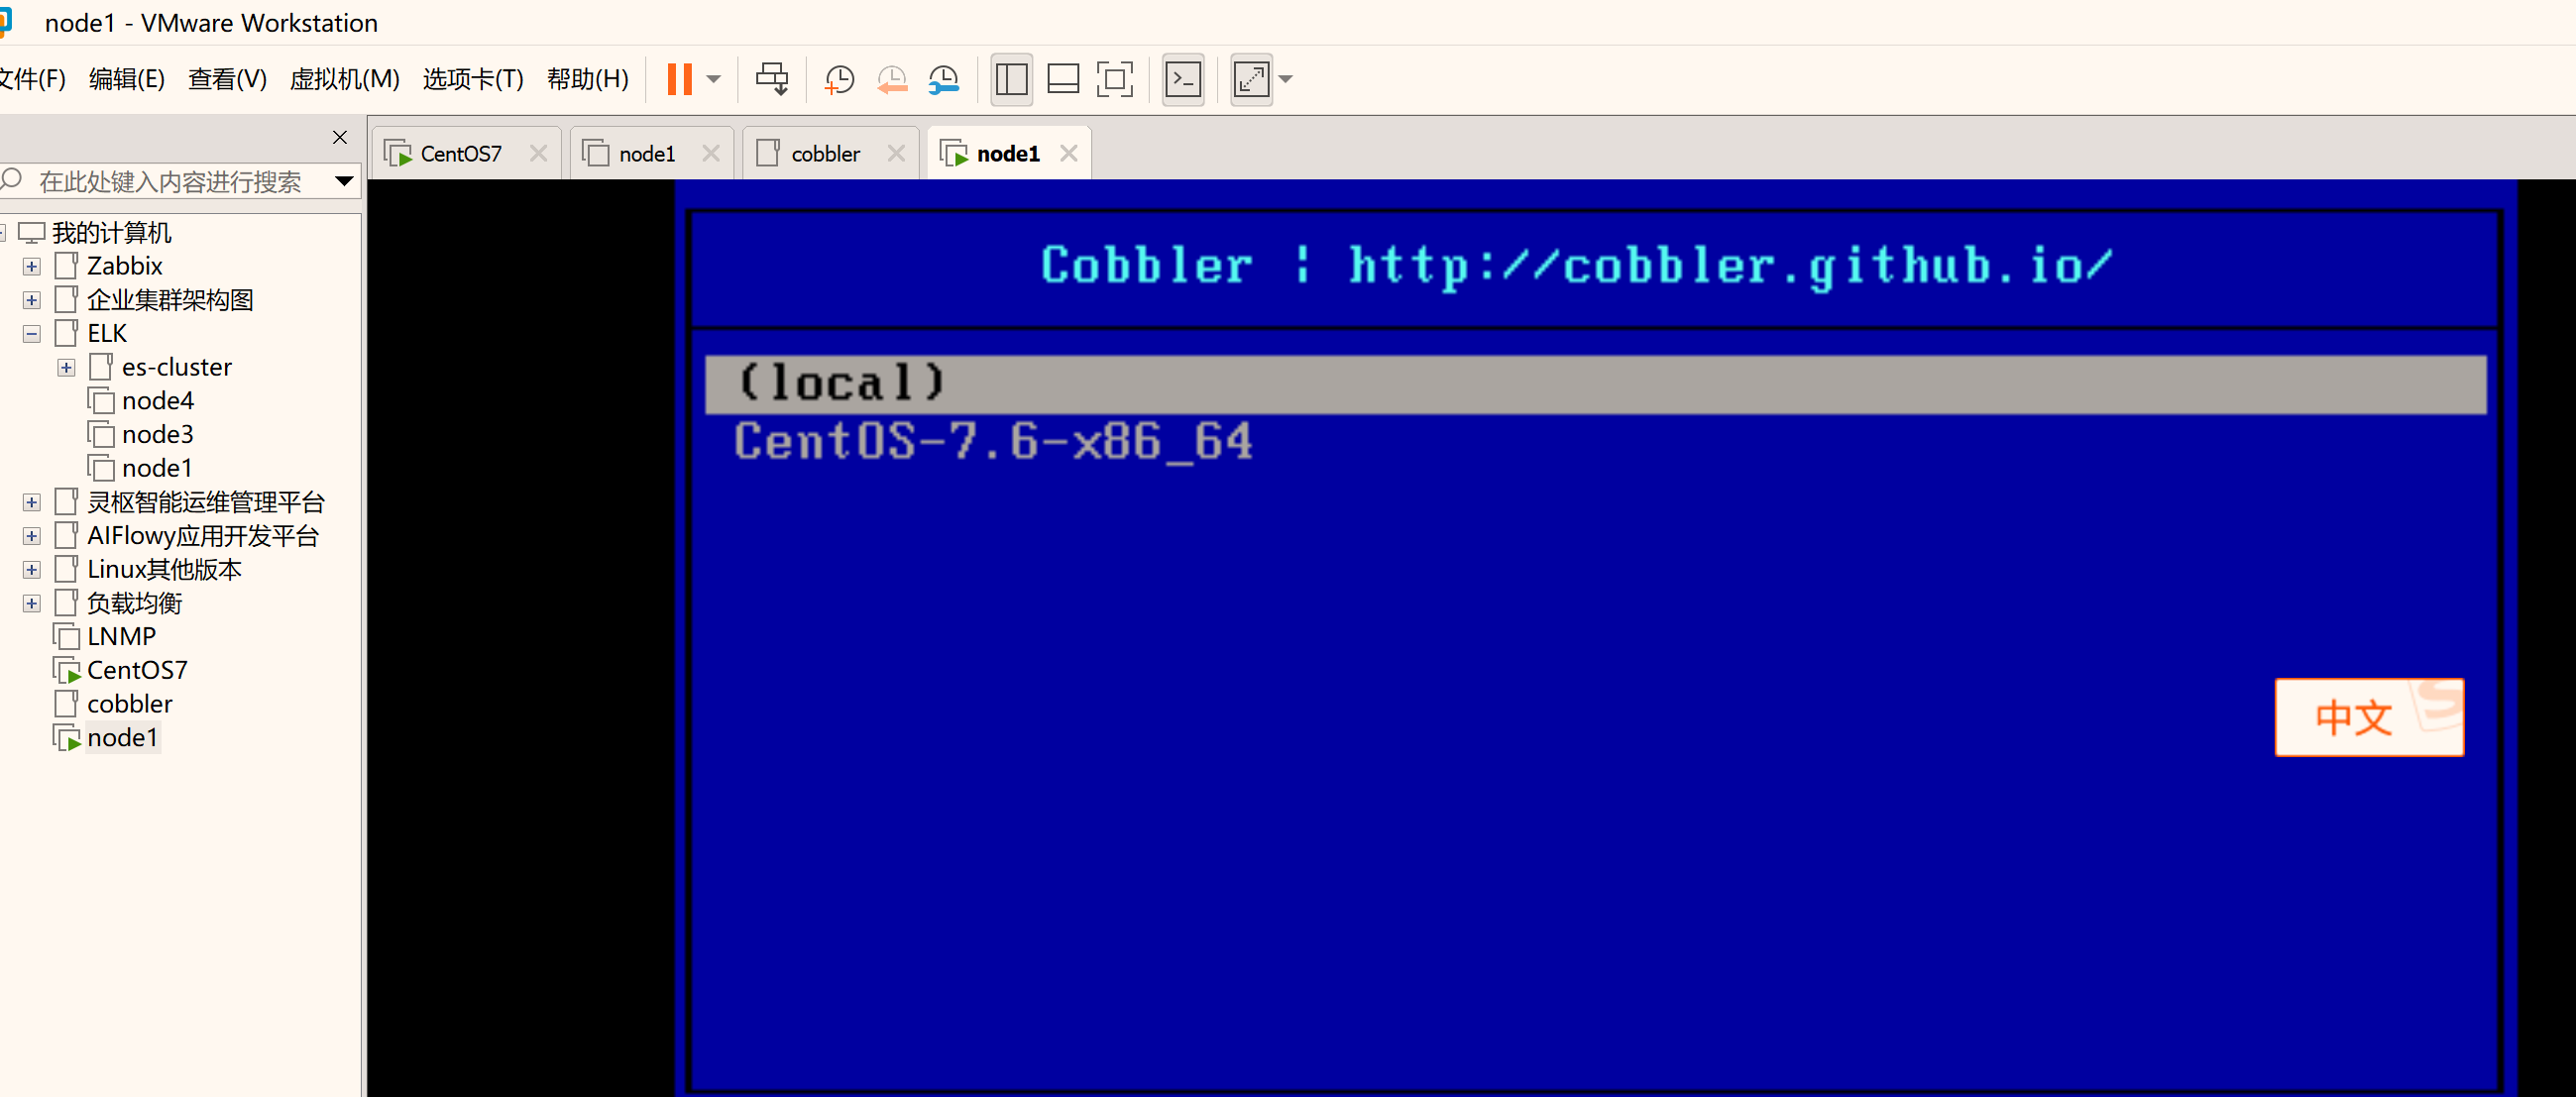 node1 - VMware Workstation
文件(F) 编辑(E) 查看(V) 虚拟机(M) 选项卡(T) 帮助(H)
CentOS7 node1 cobbler node1
在此处键入内容进行搜索
我的计算机
Zabbix
企业集群架构图
ELK
es-cluster
node4
node3
node1
灵枢智能运维管理平台
AIFlowy应用开发平台
Linux其他版本
负载均衡
LNMP
CentOS7
cobbler
node1
Cobbler | http://cobbler.github.io/
(local)
CentOS-7.6-x86_64
中文